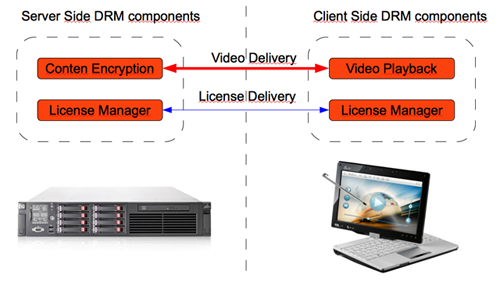 Server Side DRM components
Client Side DRM components
Video Delivery
Conten Encryption
Video Playback
License Delivery
License Manager
License Manager